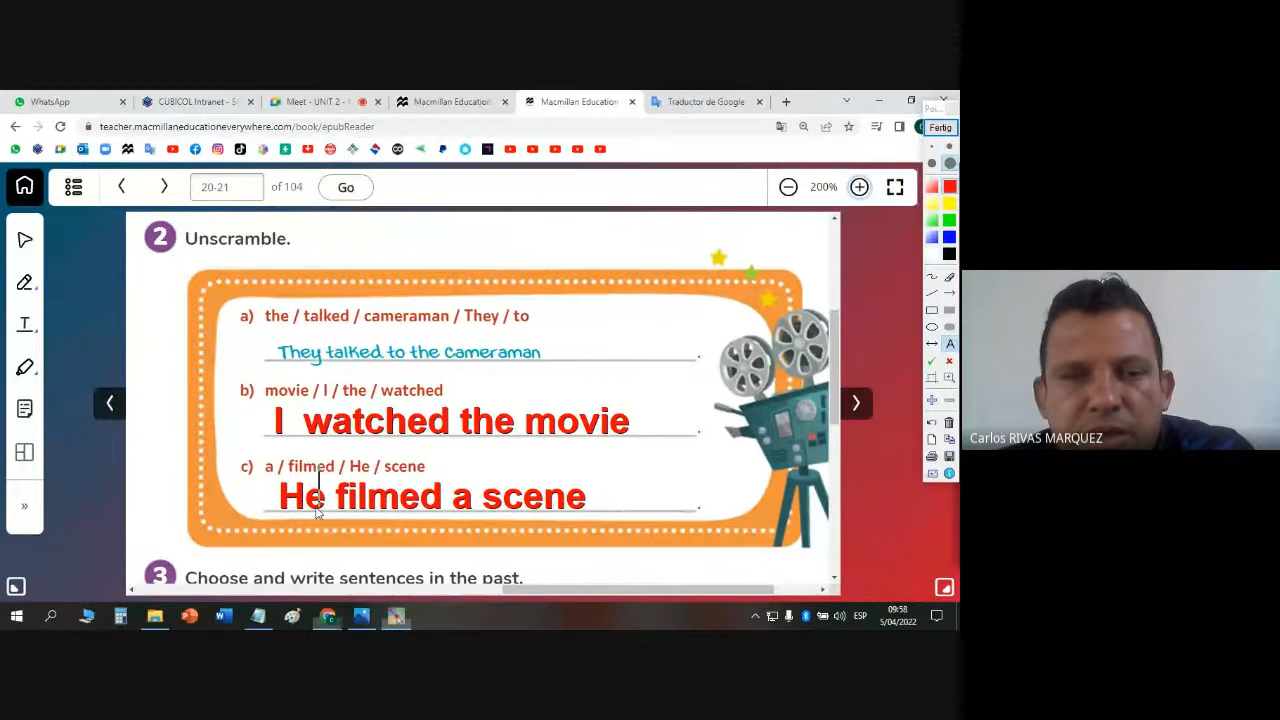 WhatsApp
CUBICOL Intranet - S
Meet - UNIT 2 -
Macmillan Education
Macmillan Education
Traductor de Google
Poi...
teacher.macmillaneducationeverywhere.com/book/epubReader
Fertig
20-21
of 104
Go
200%
2 Unscramble.
a) the / talked / cameraman / They / to
They talked to the cameraman .
b) movie / I / the / watched
I watched the movie .
c) a / filmed / He / scene
He filmed a scene .
3 Choose and write sentences in the past.
T
A
Carlos RIVAS MARQUEZ
ESP
09:58
5/04/2022